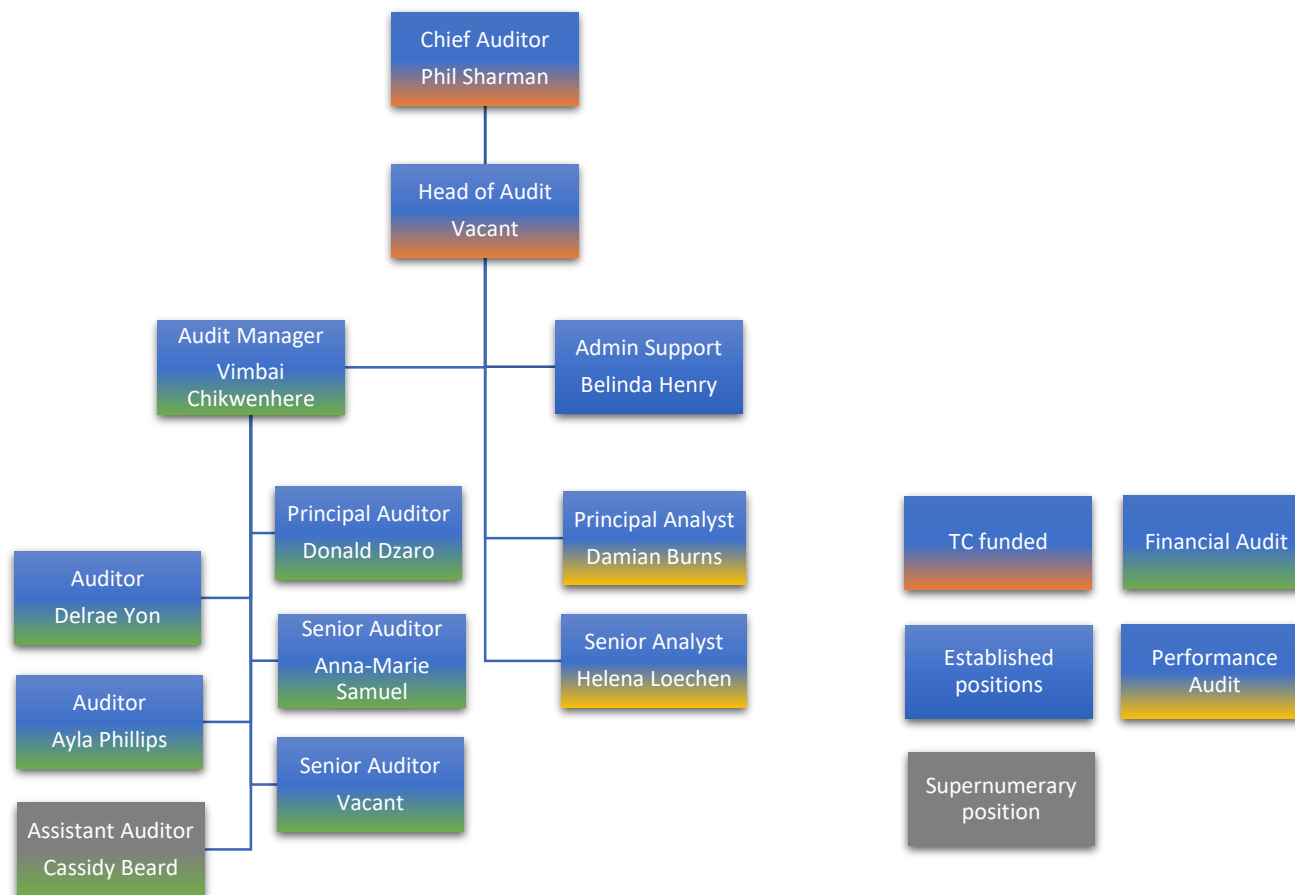 Chief Auditor
Phil Sharman
Head of Audit
Vacant
Audit Manager
Vimbai
Chikwenhere
Admin Support
Belinda Henry
Principal Auditor
Donald Dzaro
Principal Analyst
Damian Burns
Auditor
Delrae Yon
Senior Auditor
Anna-Marie
Samuel
Senior Analyst
Helena Loechen
Auditor
Ayla Phillips
Senior Auditor
Vacant
Assistant Auditor
Cassidy Beard
TC funded
Financial Audit
Established
positions
Performance
Audit
Supernumerary
position